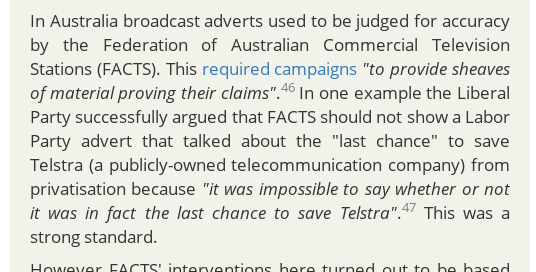 In Australia broadcast adverts used to be judged for accuracy
by the Federation of Australian Commercial Television
Stations (FACTS). This required campaigns "to provide sheaves
of material proving their claims".46 In one example the Liberal
Party successfully argued that FACTS should not show a Labor
Party advert that talked about the "last chance" to save
Telstra (a publicly-owned telecommunication company) from
privatisation because "it was impossible to say whether or not
it was in fact the last chance to save Telstra".47 This was a
strong standard.
However FACTS' interventions here turned out to be based